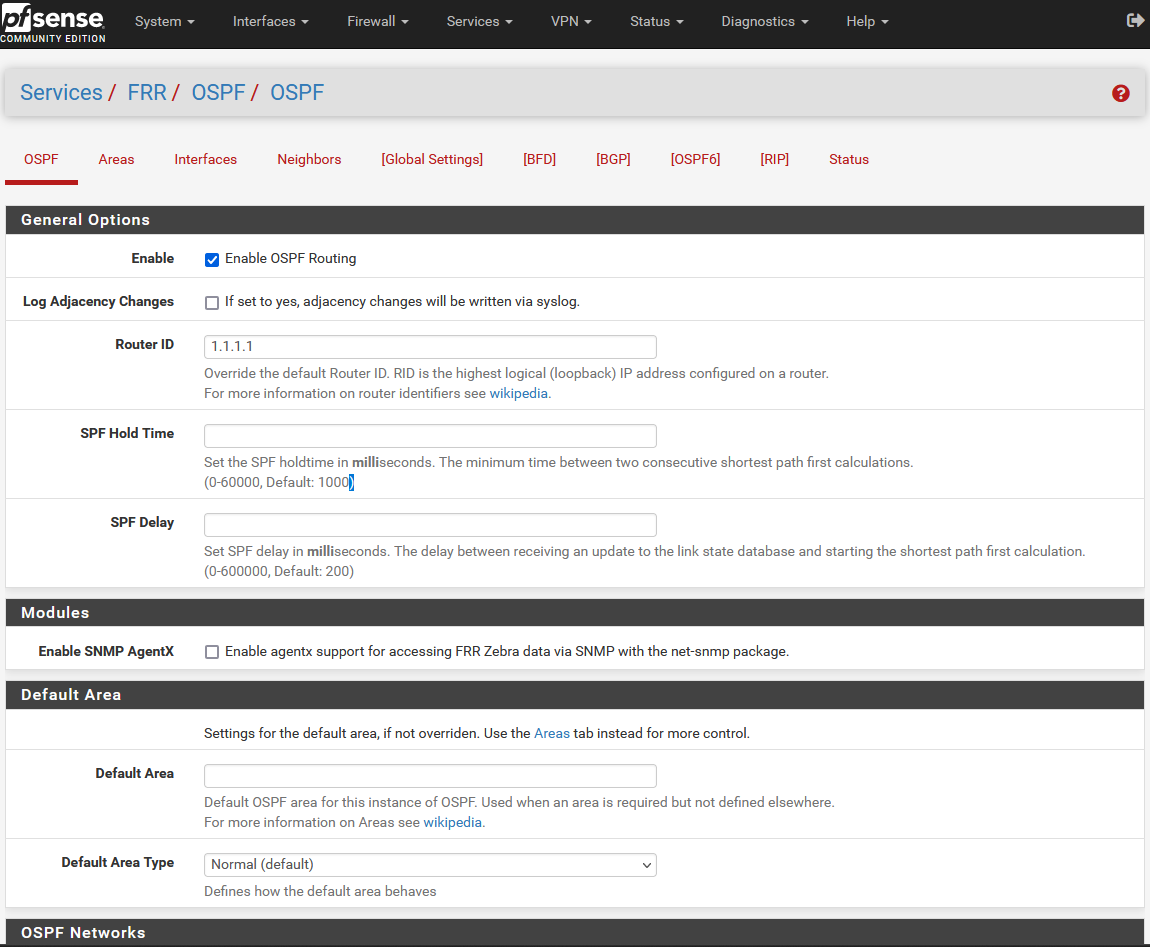 pfsense
COMMUNITY EDITION
System Interfaces Firewall Services VPN Status Diagnostics Help
Services / FRR / OSPF / OSPF
OSPF Areas Interfaces Neighbors [Global Settings] [BFD] [BGP] [OSPF6] [RIP] Status
General Options
Enable Enable OSPF Routing
Log Adjacency Changes If set to yes, adjacency changes will be written via syslog.
Router ID 1.1.1.1
Override the default Router ID. RID is the highest logical (loopback) IP address configured on a router.
For more information on router identifiers see wikipedia.
SPF Hold Time
Set the SPF holdtime in milliseconds. The minimum time between two consecutive shortest path first calculations.
(0-60000, Default: 1000)
SPF Delay
Set SPF delay in milliseconds. The delay between receiving an update to the link state database and starting the shortest path first calculation.
(0-600000, Default: 200)
Modules
Enable SNMP AgentX Enable agentx support for accessing FRR Zebra data via SNMP with the net-snmp package.
Default Area
Settings for the default area, if not overriden. Use the Areas tab instead for more control.
Default Area
Default OSPF area for this instance of OSPF. Used when an area is required but not defined elsewhere.
For more information on Areas see wikipedia.
Default Area Type Normal (default)
Defines how the default area behaves
OSPF Networks